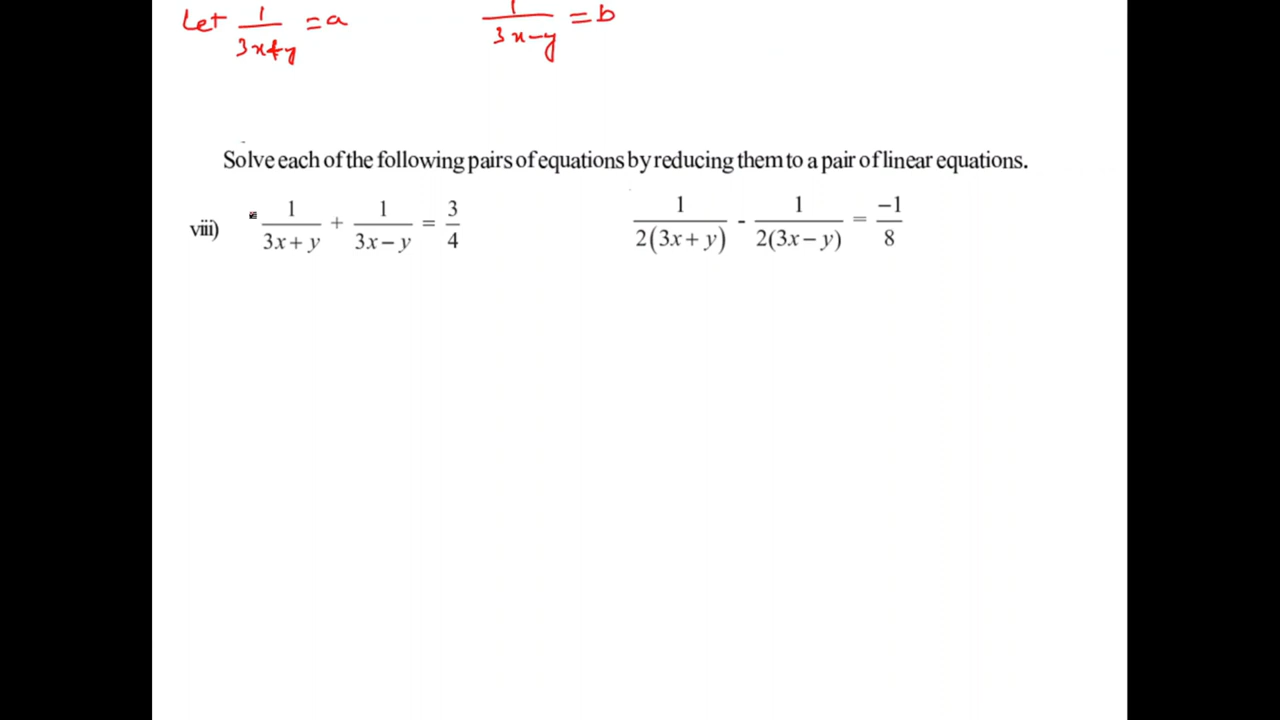 Let 1/(3x+y) = a    1/(3x-y) = b
Solve each of the following pairs of equations by reducing them to a pair of linear equations.
viii) 1/(3x+y) + 1/(3x-y) = 3/4    1/(2(3x+y)) - 1/(2(3x-y)) = -1/8